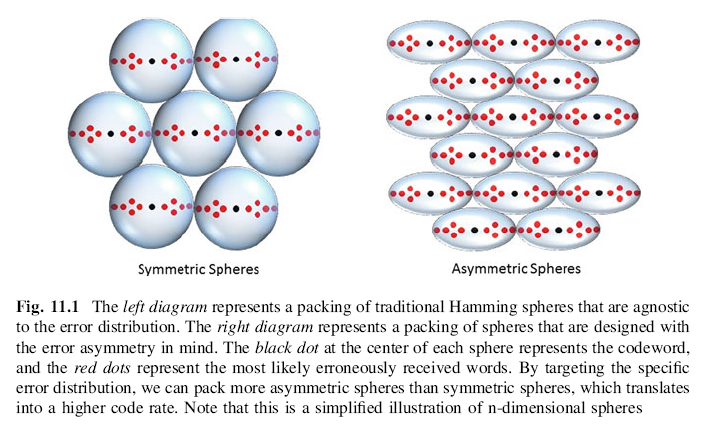 Symmetric Spheres
Asymmetric Spheres
Fig. 11.1 The left diagram represents a packing of traditional Hamming spheres that are agnostic
to the error distribution. The right diagram represents a packing of spheres that are designed with
the error asymmetry in mind. The black dot at the center of each sphere represents the codeword,
and the red dots represent the most likely erroneously received words. By targeting the specific
error distribution, we can pack more asymmetric spheres than symmetric spheres, which translates
into a higher code rate. Note that this is a simplified illustration of n-dimensional spheres